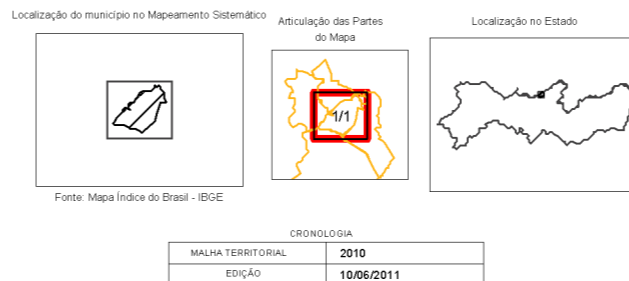 Localização do município no Mapeamento Sistemático
Articulação das Partes
do Mapa
Localização no Estado
1/1
Fonte: Mapa Índice do Brasil - IBGE
CRONOLOGIA
MALHA TERRITORIAL 2010
EDIÇÃO 10/06/2011